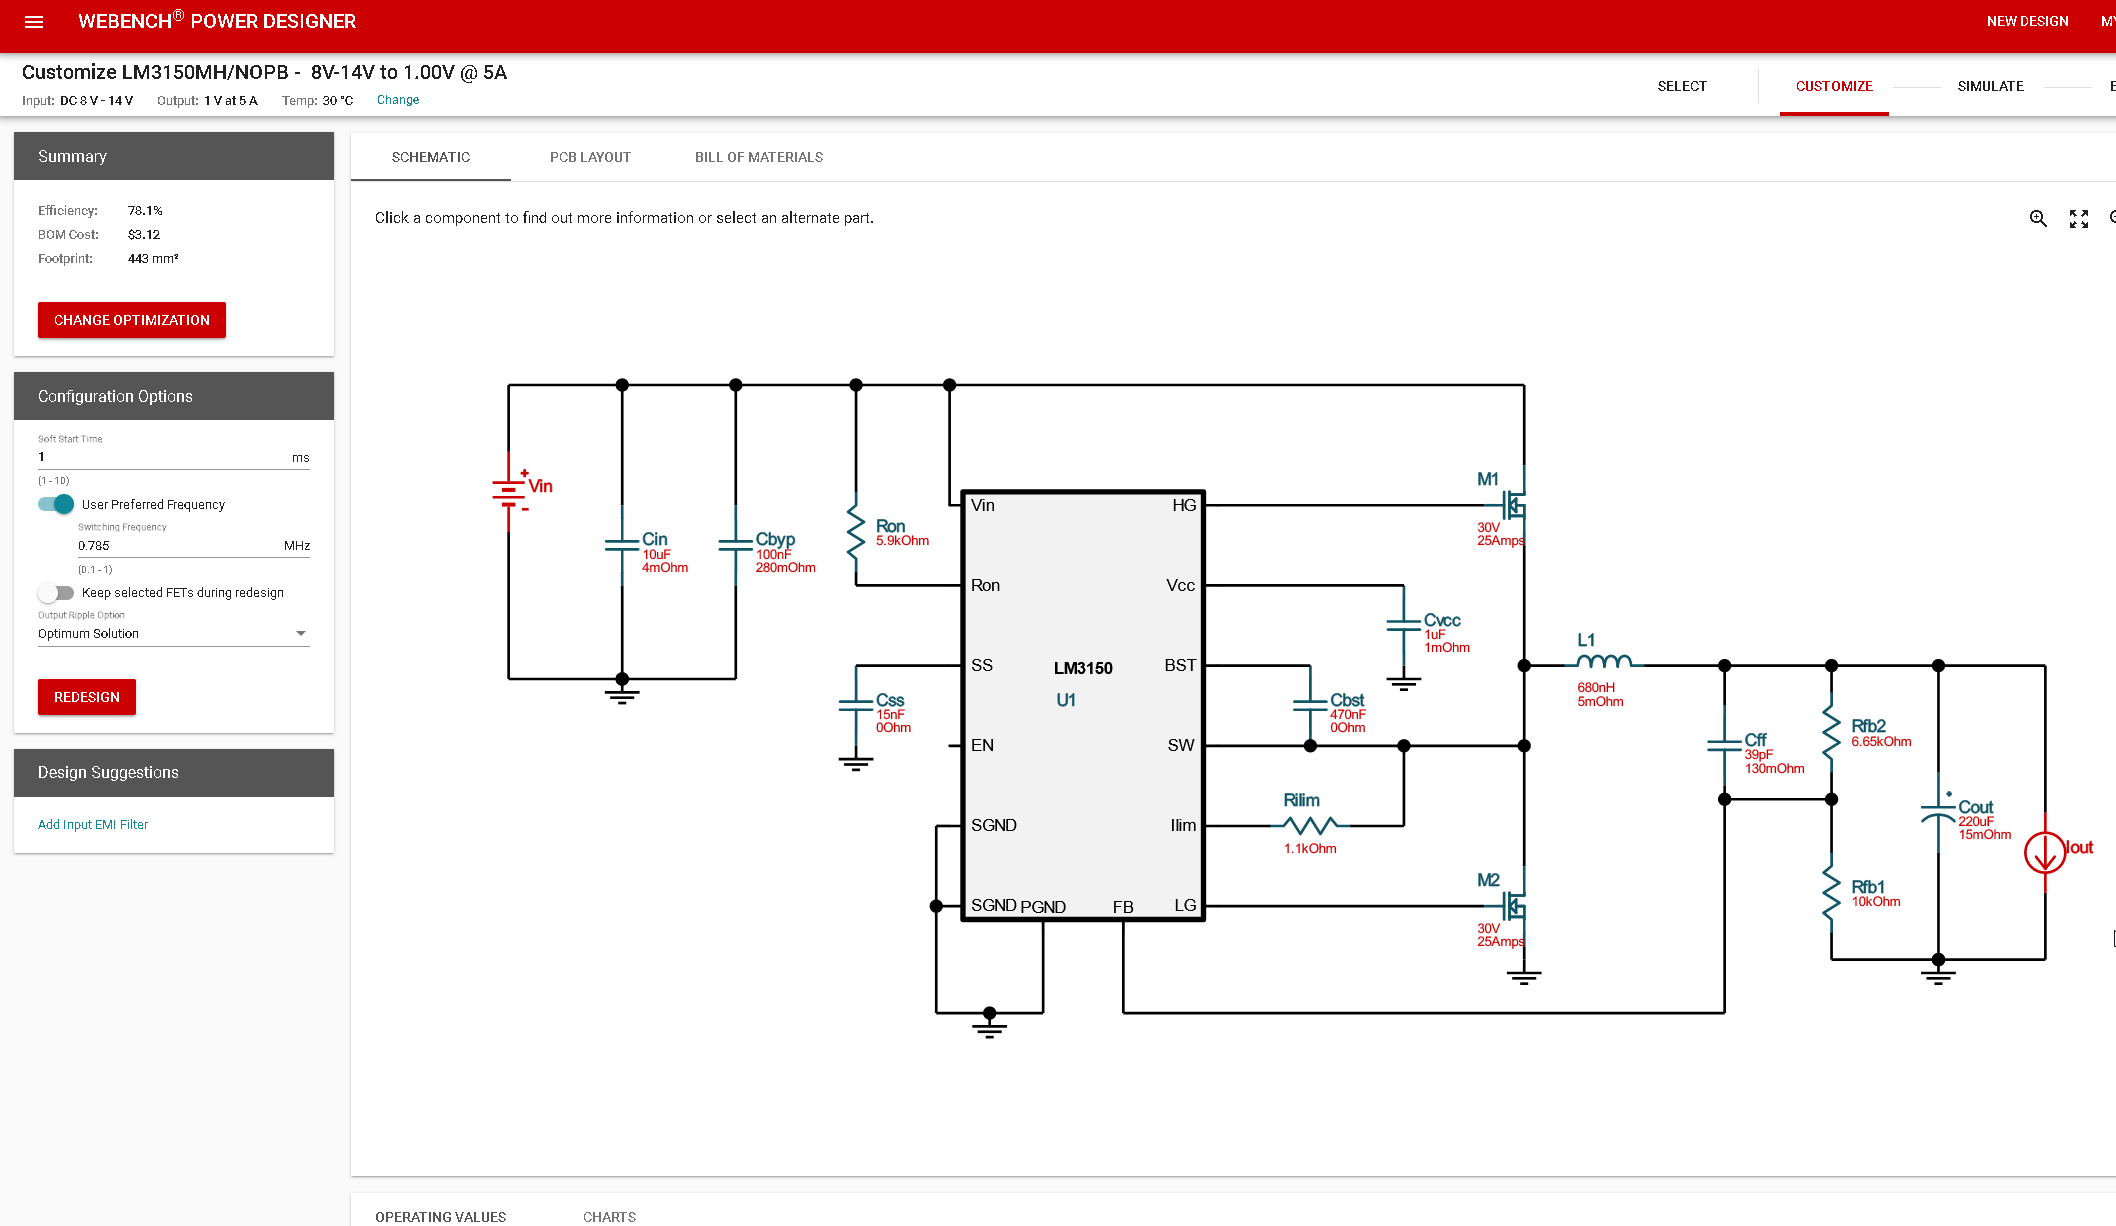 WEBENCH® POWER DESIGNER
NEW DESIGN
Customize LM3150MH/NOPB - 8V-14V to 1.00V @ 5A
Input: DC 8 V - 14 V Output: 1 V at 5 A Temp: 30 °C Change
SELECT
CUSTOMIZE
SIMULATE
Summary
Efficiency: 78.1%
BOM Cost: $3.12
Footprint: 443 mm²
CHANGE OPTIMIZATION
Configuration Options
Soft Start Time
1 ms
(1 - 10)
User Preferred Frequency
Switching Frequency
0.785 MHz
(0.1 - 1)
Keep selected FETs during redesign
Output Ripple Option
Optimum Solution
REDESIGN
Design Suggestions
Add Input EMI Filter
SCHEMATIC
PCB LAYOUT
BILL OF MATERIALS
Click a component to find out more information or select an alternate part.
+
Vin
-
Cin
10uF
4mOhm
Cbyp
100nF
280mOhm
Ron
5.9kOhm
Css
15nF
0Ohm
Vin
Ron
SS
EN
SGND
SGND
PGND
FB
LM3150
U1
HG
Vcc
BST
SW
Ilim
LG
M1
30V
25Amps
Cvcc
1uF
1mOhm
Cbst
470nF
0Ohm
Rilim
1.1kOhm
M2
30V
25Amps
L1
680nH
5mOhm
Cff
39pF
130mOhm
Rfb2
6.65kOhm
Rfb1
10kOhm
Cout
220uF
15mOhm
Iout
OPERATING VALUES
CHARTS